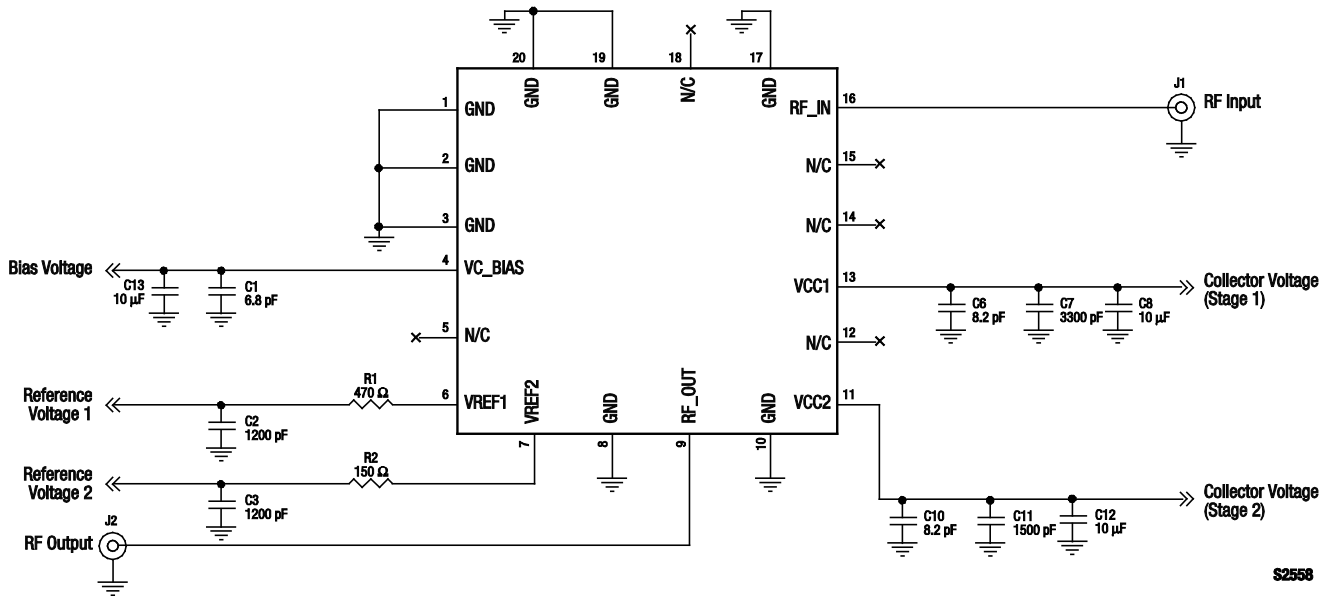 20
19
18
17
GND
GND
N/C
GND
1
GND
2
GND
3
GND
4
VC_BIAS
5
N/C
6
VREF1
VREF2
7
GND
8
RF_OUT
9
GND
10
RF_IN
16
N/C
15
N/C
14
VCC1
13
N/C
12
VCC2
11
J1
RF Input
Bias Voltage
C13
10 µF
C1
6.8 pF
Reference
Voltage 1
R1
470 Ω
C2
1200 pF
Reference
Voltage 2
R2
150 Ω
C3
1200 pF
J2
RF Output
C6
8.2 pF
C7
3300 pF
C8
10 µF
Collector Voltage
(Stage 1)
C10
8.2 pF
C11
1500 pF
C12
10 µF
Collector Voltage
(Stage 2)
S2558